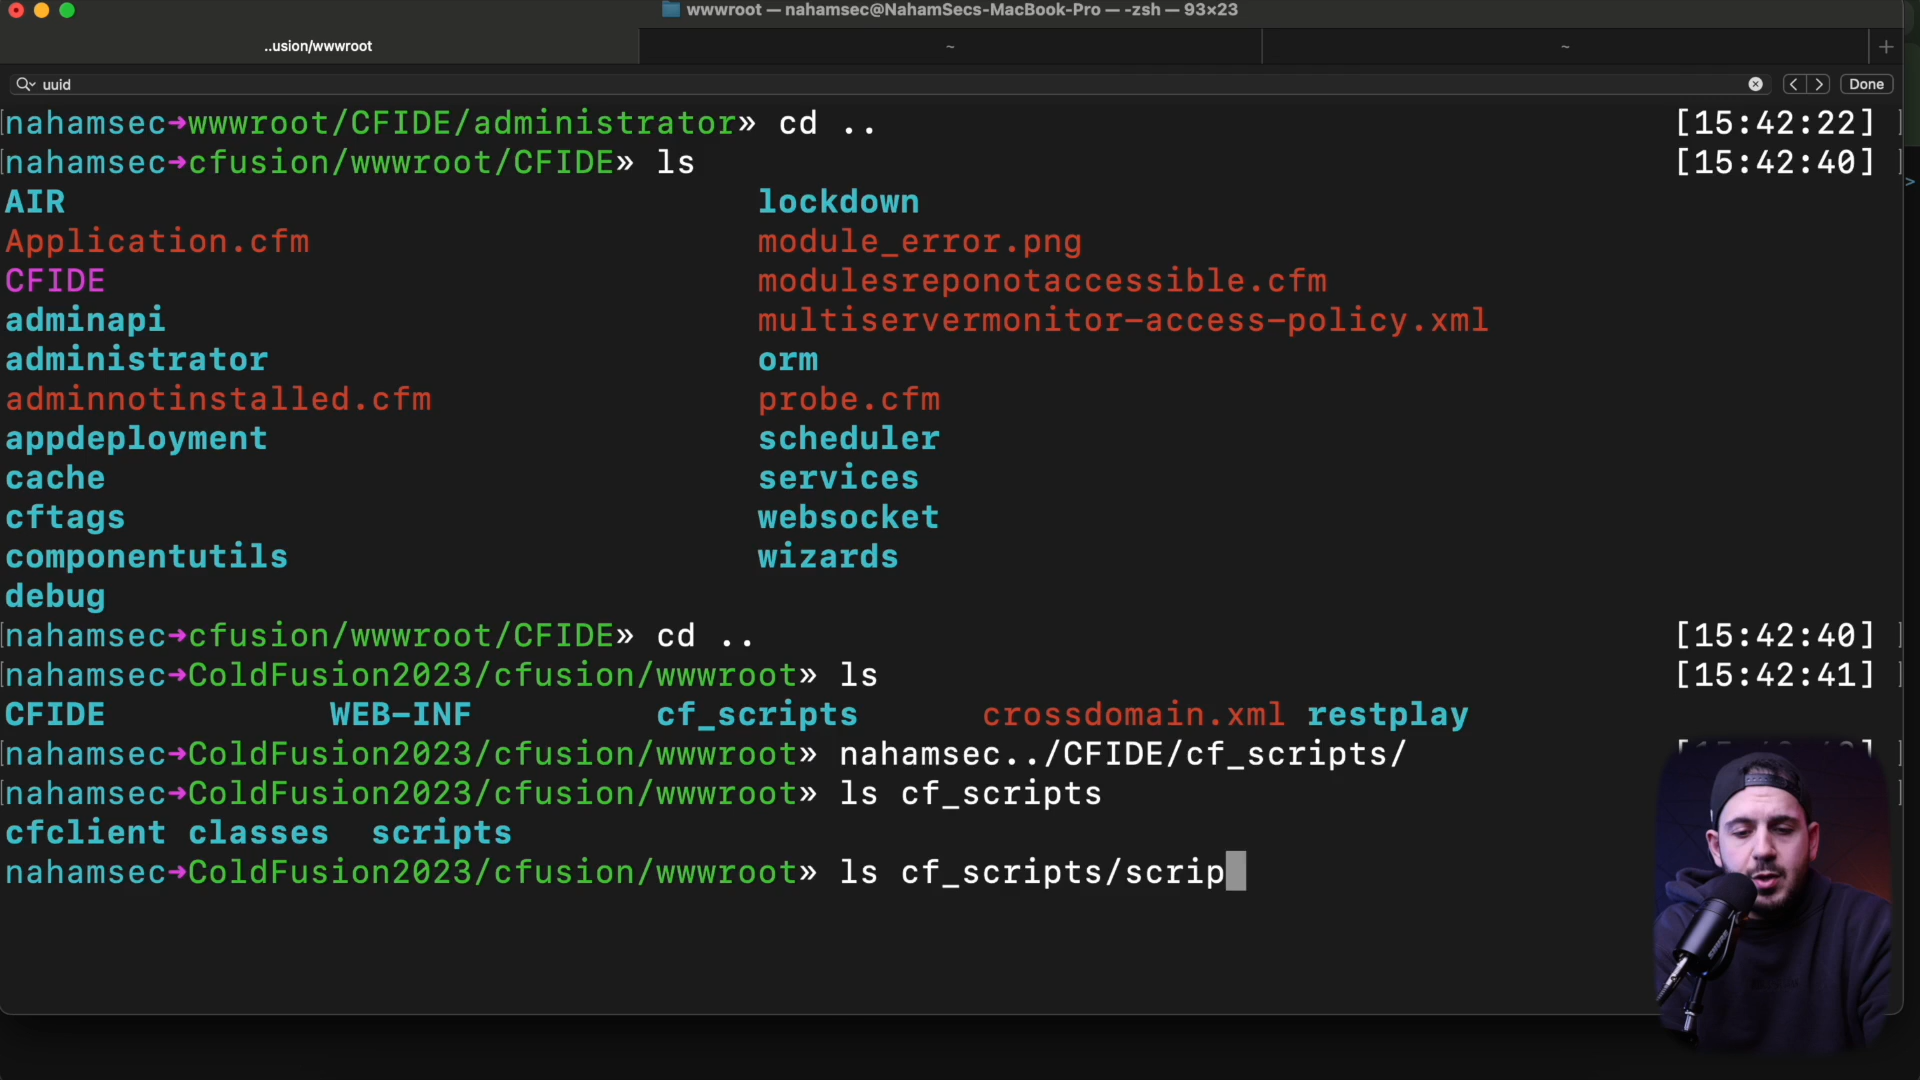 wwwroot — nahamsec@NahamSecs-MacBook-Pro — -zsh — 93×23
..usion/wwwroot ~ ~ +
uuid Done
nahamsec→wwwroot/CFIDE/administrator» cd .. [15:42:22]
nahamsec→cfusion/wwwroot/CFIDE» ls [15:42:40]
AIR lockdown
Application.cfm module_error.png
CFIDE modulesreponotaccessible.cfm
adminapi multiservermonitor-access-policy.xml
administrator orm
adminnotinstalled.cfm probe.cfm
appdeployment scheduler
cache services
cftags websocket
componentutils wizards
debug
nahamsec→cfusion/wwwroot/CFIDE» cd .. [15:42:40]
nahamsec→ColdFusion2023/cfusion/wwwroot» ls [15:42:41]
CFIDE WEB-INF cf_scripts crossdomain.xml restplay
nahamsec→ColdFusion2023/cfusion/wwwroot» nahamsec../CFIDE/cf_scripts/
nahamsec→ColdFusion2023/cfusion/wwwroot» ls cf_scripts
cfclient classes scripts
nahamsec→ColdFusion2023/cfusion/wwwroot» ls cf_scripts/scrip